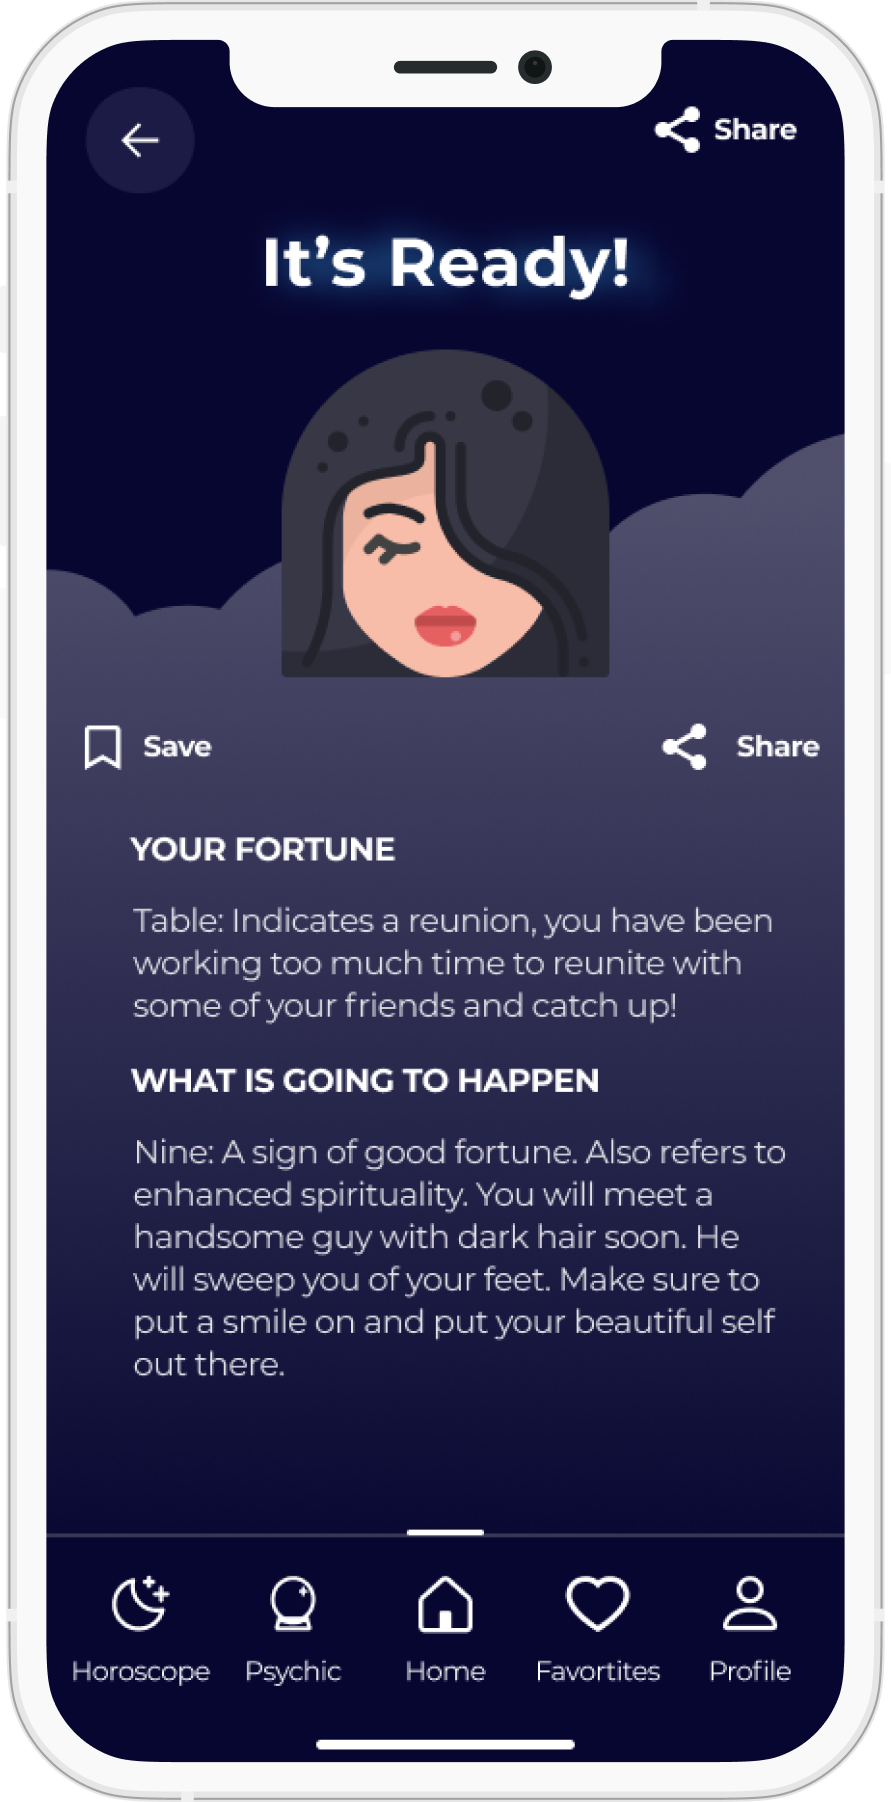 Share
It's Ready!
Save
Share
YOUR FORTUNE
Table: Indicates a reunion, you have been
working too much time to reunite with
some of your friends and catch up!
WHAT IS GOING TO HAPPEN
Nine: A sign of good fortune. Also refers to
enhanced spirituality. You will meet a
handsome guy with dark hair soon. He
will sweep you of your feet. Make sure to
put a smile on and put your beautiful self
out there.
Horoscope
Psychic
Home
Favortites
Profile